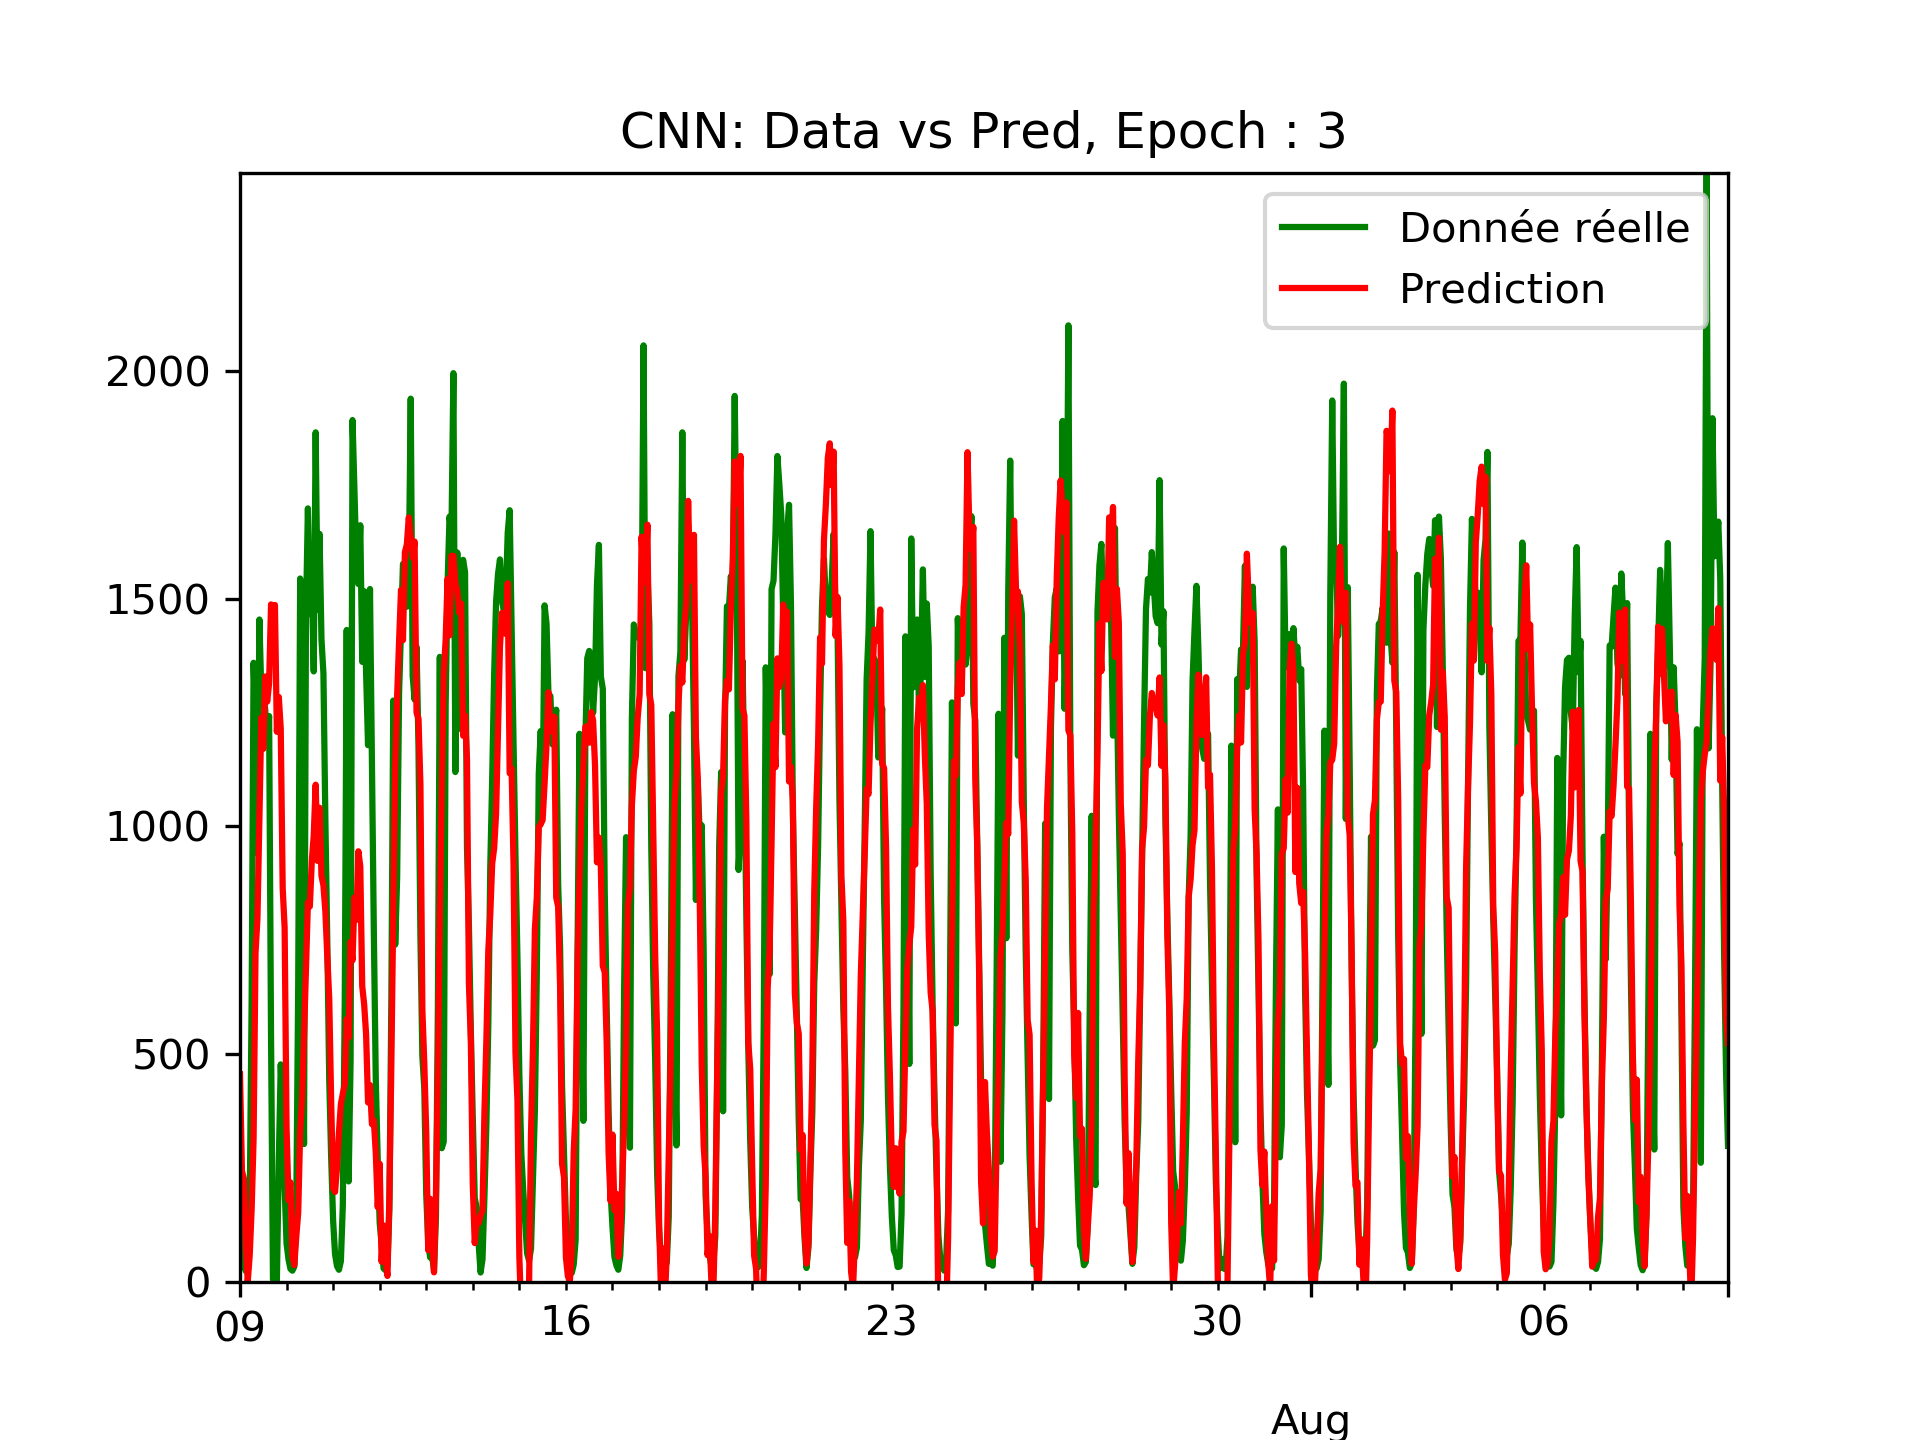 CNN: Data vs Pred, Epoch : 3
Donnée réelle
Prediction
2000
1500
1000
500
0
09
16
23
30
06
Aug